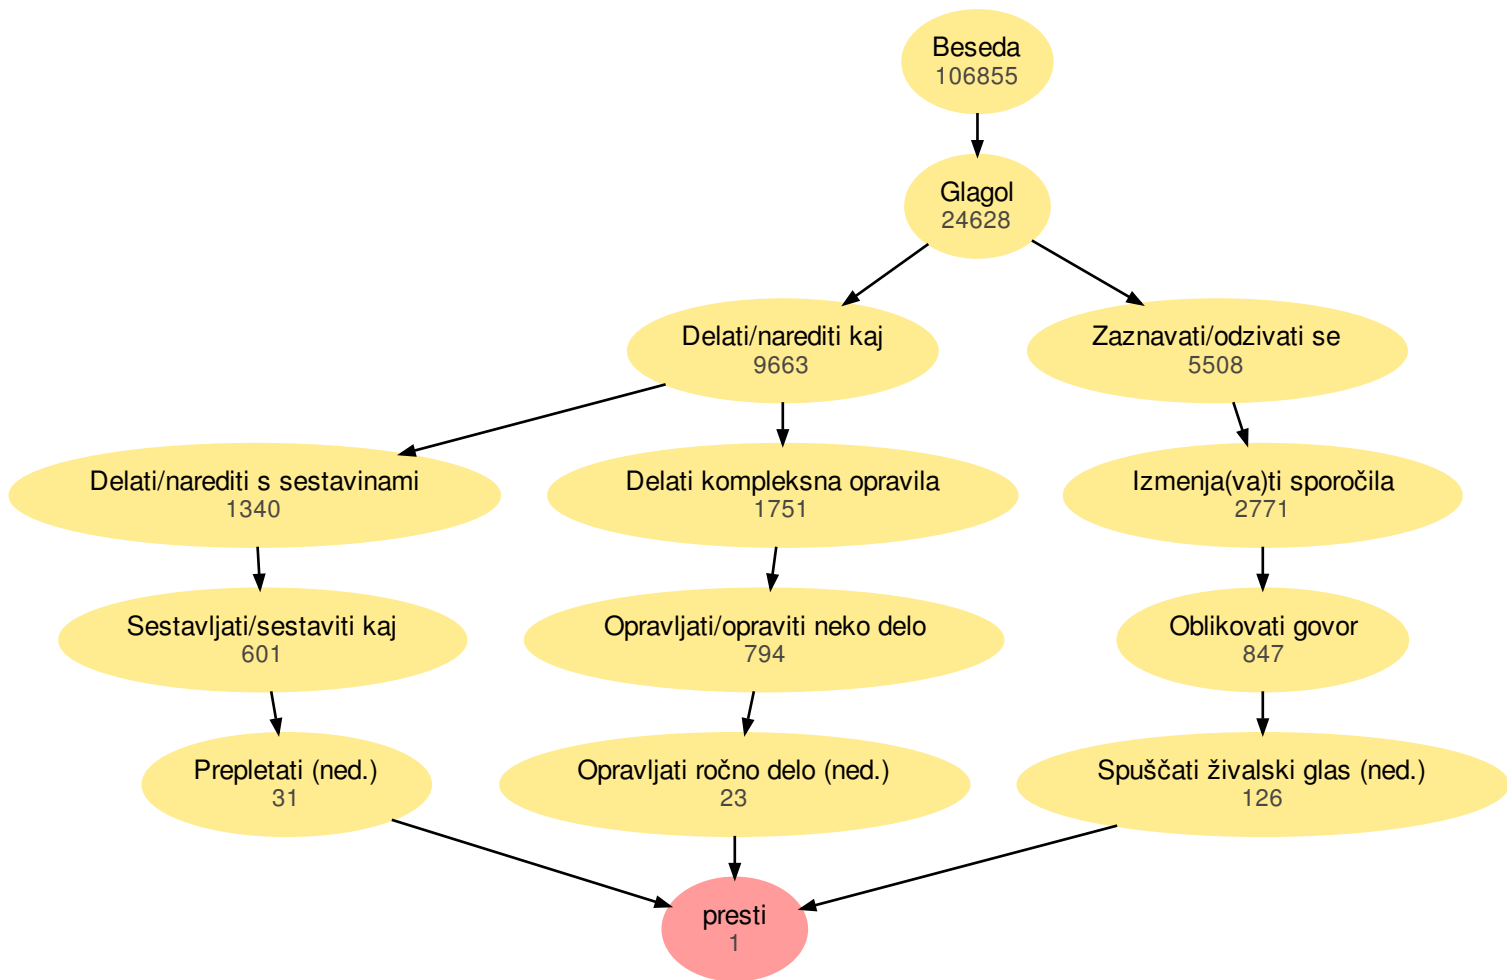 Beseda
106855
Glagol
24628
Delati/narediti kaj
9663
Zaznavati/odzivati se
5508
Delati/narediti s sestavinami
1340
Delati kompleksna opravila
1751
Izmenja(va)ti sporočila
2771
Sestavljati/sestaviti kaj
601
Opravljati/opraviti neko delo
794
Oblikovati govor
847
Prepletati (ned.)
31
Opravljati ročno delo (ned.)
23
Spuščati živalski glas (ned.)
126
presti
1